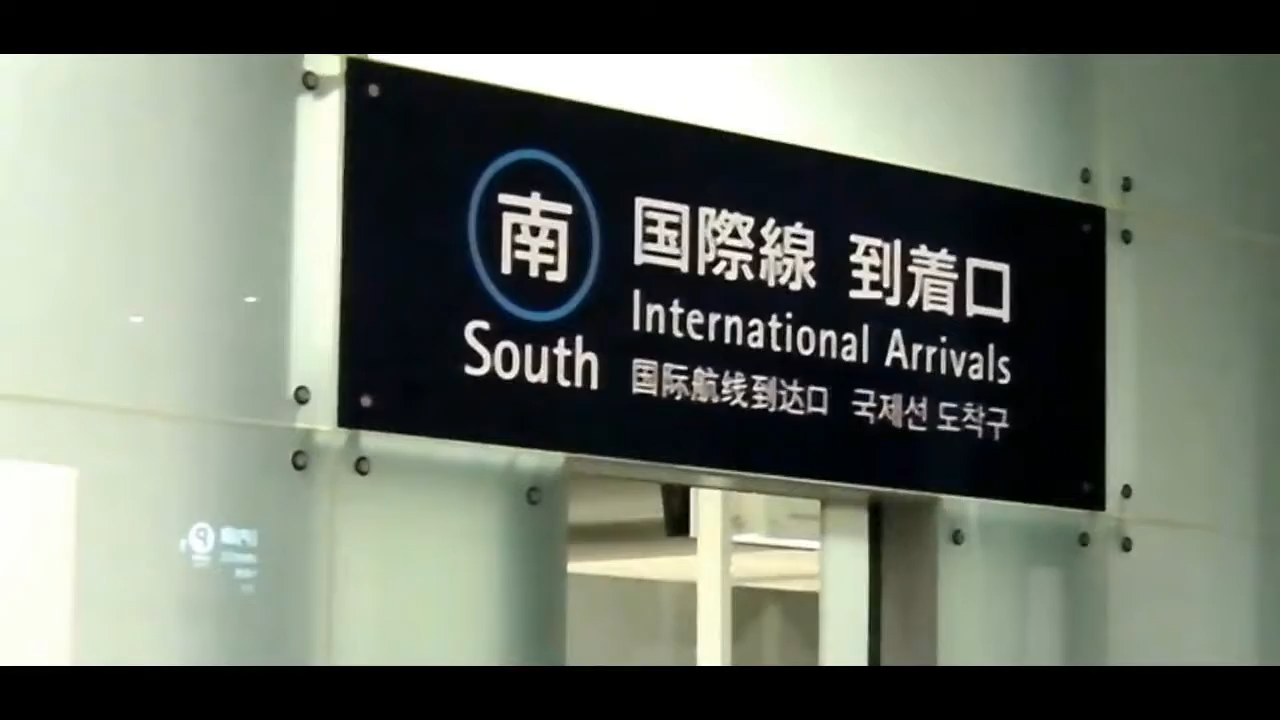 南
South
国際線 到着口
International Arrivals
国际航线到达口 국제선 도착구
P